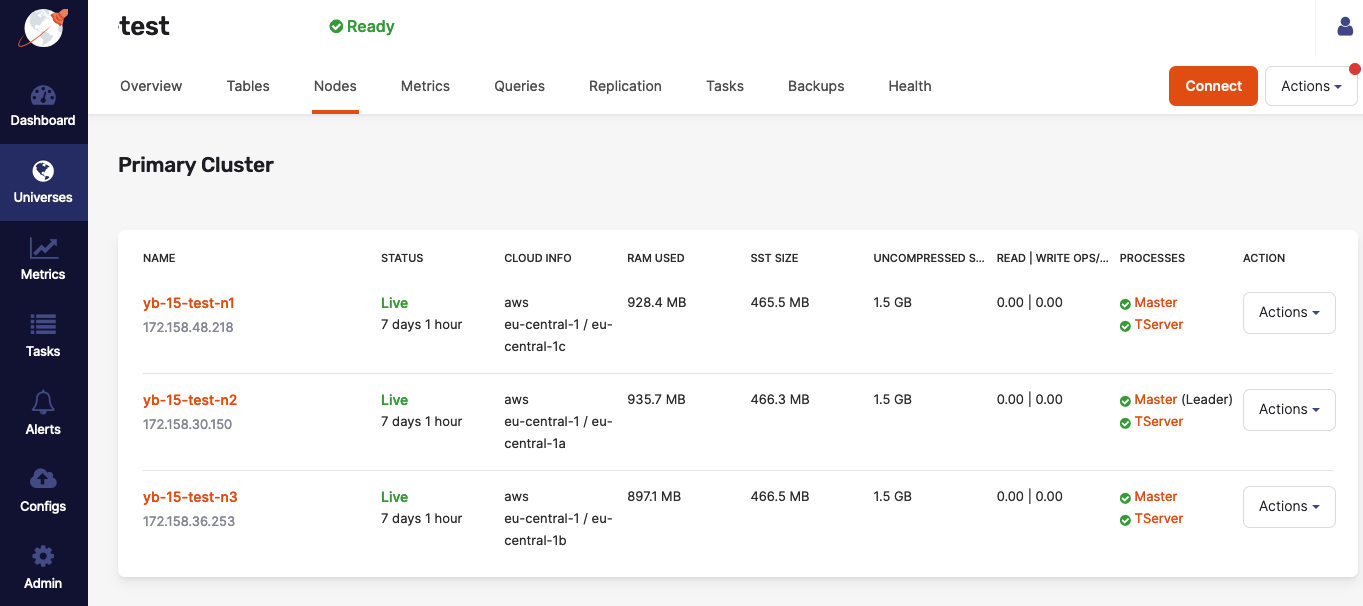 test
Ready
Overview Tables Nodes Metrics Queries Replication Tasks Backups Health Connect Actions
Dashboard
Universes
Metrics
Tasks
Alerts
Configs
Admin
Primary Cluster
NAME STATUS CLOUD INFO RAM USED SST SIZE UNCOMPRESSED S... READ | WRITE OPS/... PROCESSES ACTION
yb-15-test-n1 Live aws 928.4 MB 465.5 MB 1.5 GB 0.00 | 0.00 Master Actions
172.158.48.218 7 days 1 hour eu-central-1 / eu- TServer
central-1c
yb-15-test-n2 Live aws 935.7 MB 466.3 MB 1.5 GB 0.00 | 0.00 Master (Leader) Actions
172.158.30.150 7 days 1 hour eu-central-1 / eu- TServer
central-1a
yb-15-test-n3 Live aws 897.1 MB 466.5 MB 1.5 GB 0.00 | 0.00 Master Actions
172.158.36.253 7 days 1 hour eu-central-1 / eu- TServer
central-1b